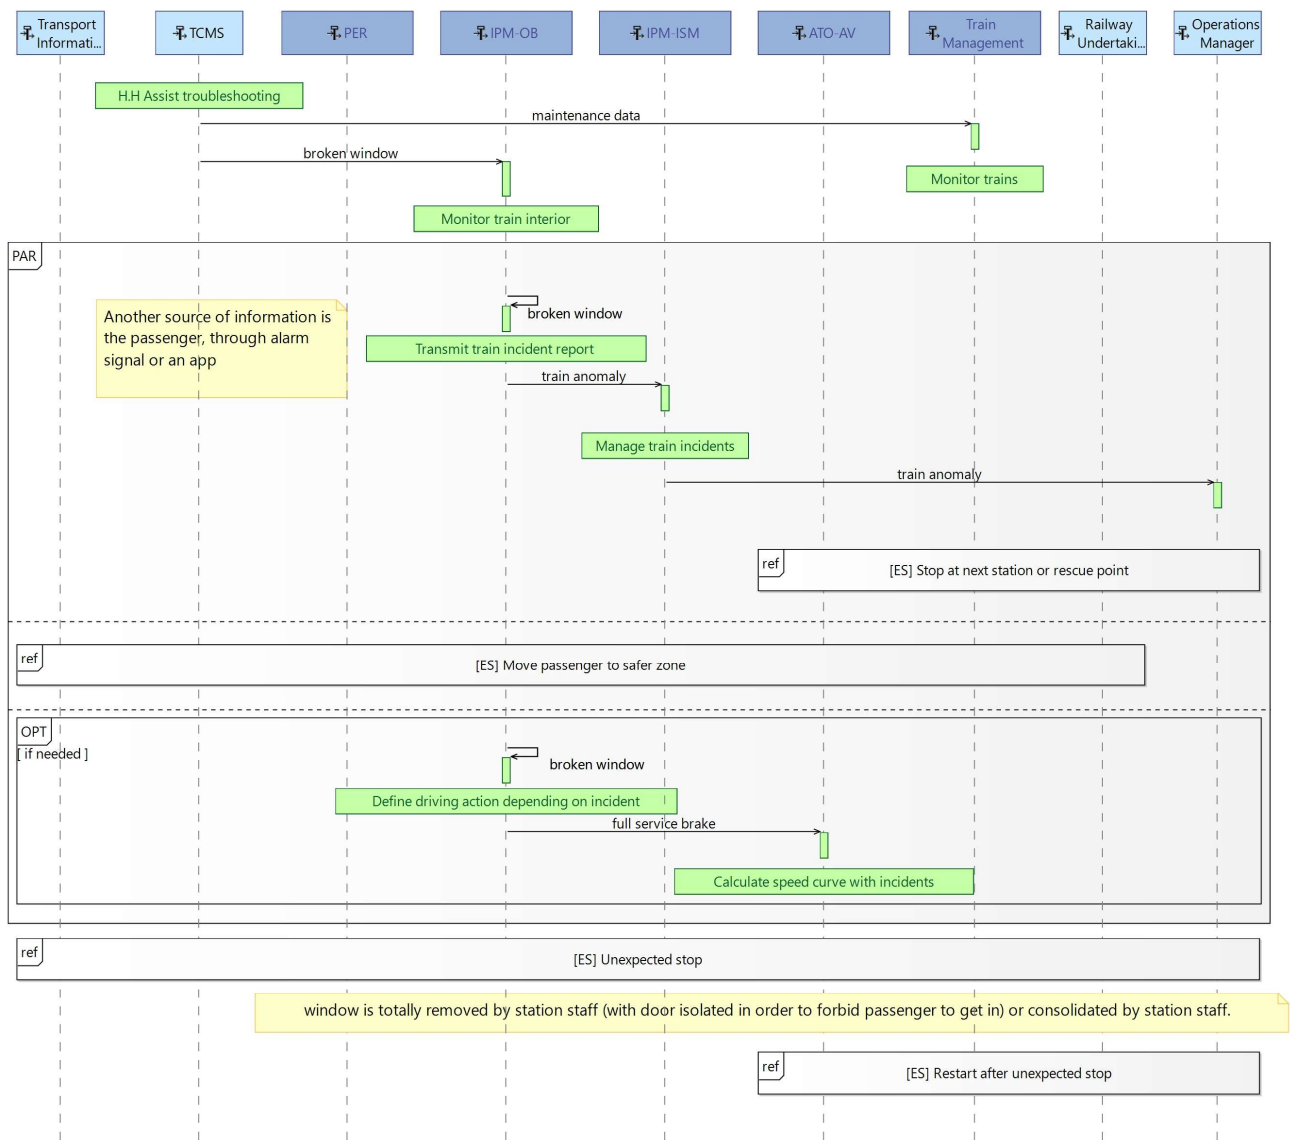 Transport
Informati...
TCMS
PER
IPM-OB
IPM-ISM
ATO-AV
Train
Management
Railway
Undertaki...
Operations
Manager
H.H Assist troubleshooting
maintenance data
broken window
Monitor trains
Monitor train interior
PAR
broken window
Another source of information is
the passenger, through alarm
signal or an app
Transmit train incident report
train anomaly
Manage train incidents
train anomaly
ref
[ES] Stop at next station or rescue point
ref
[ES] Move passenger to safer zone
OPT
[ if needed ]
broken window
Define driving action depending on incident
full service brake
Calculate speed curve with incidents
ref
[ES] Unexpected stop
window is totally removed by station staff (with door isolated in order to forbid passenger to get in) or consolidated by station staff.
ref
[ES] Restart after unexpected stop